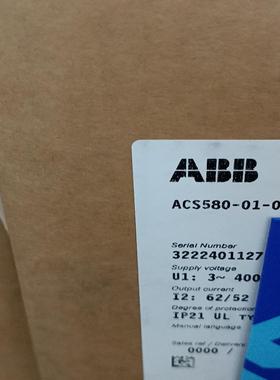 ABB
ACS580-01-0
Serial Number
3222401127
Supply voltage
U1: 3~ 400
Output current
I2: 62/52
Degree of protection
IP21 UL TY
Manual language
Sales ref / Deliver
0000 /